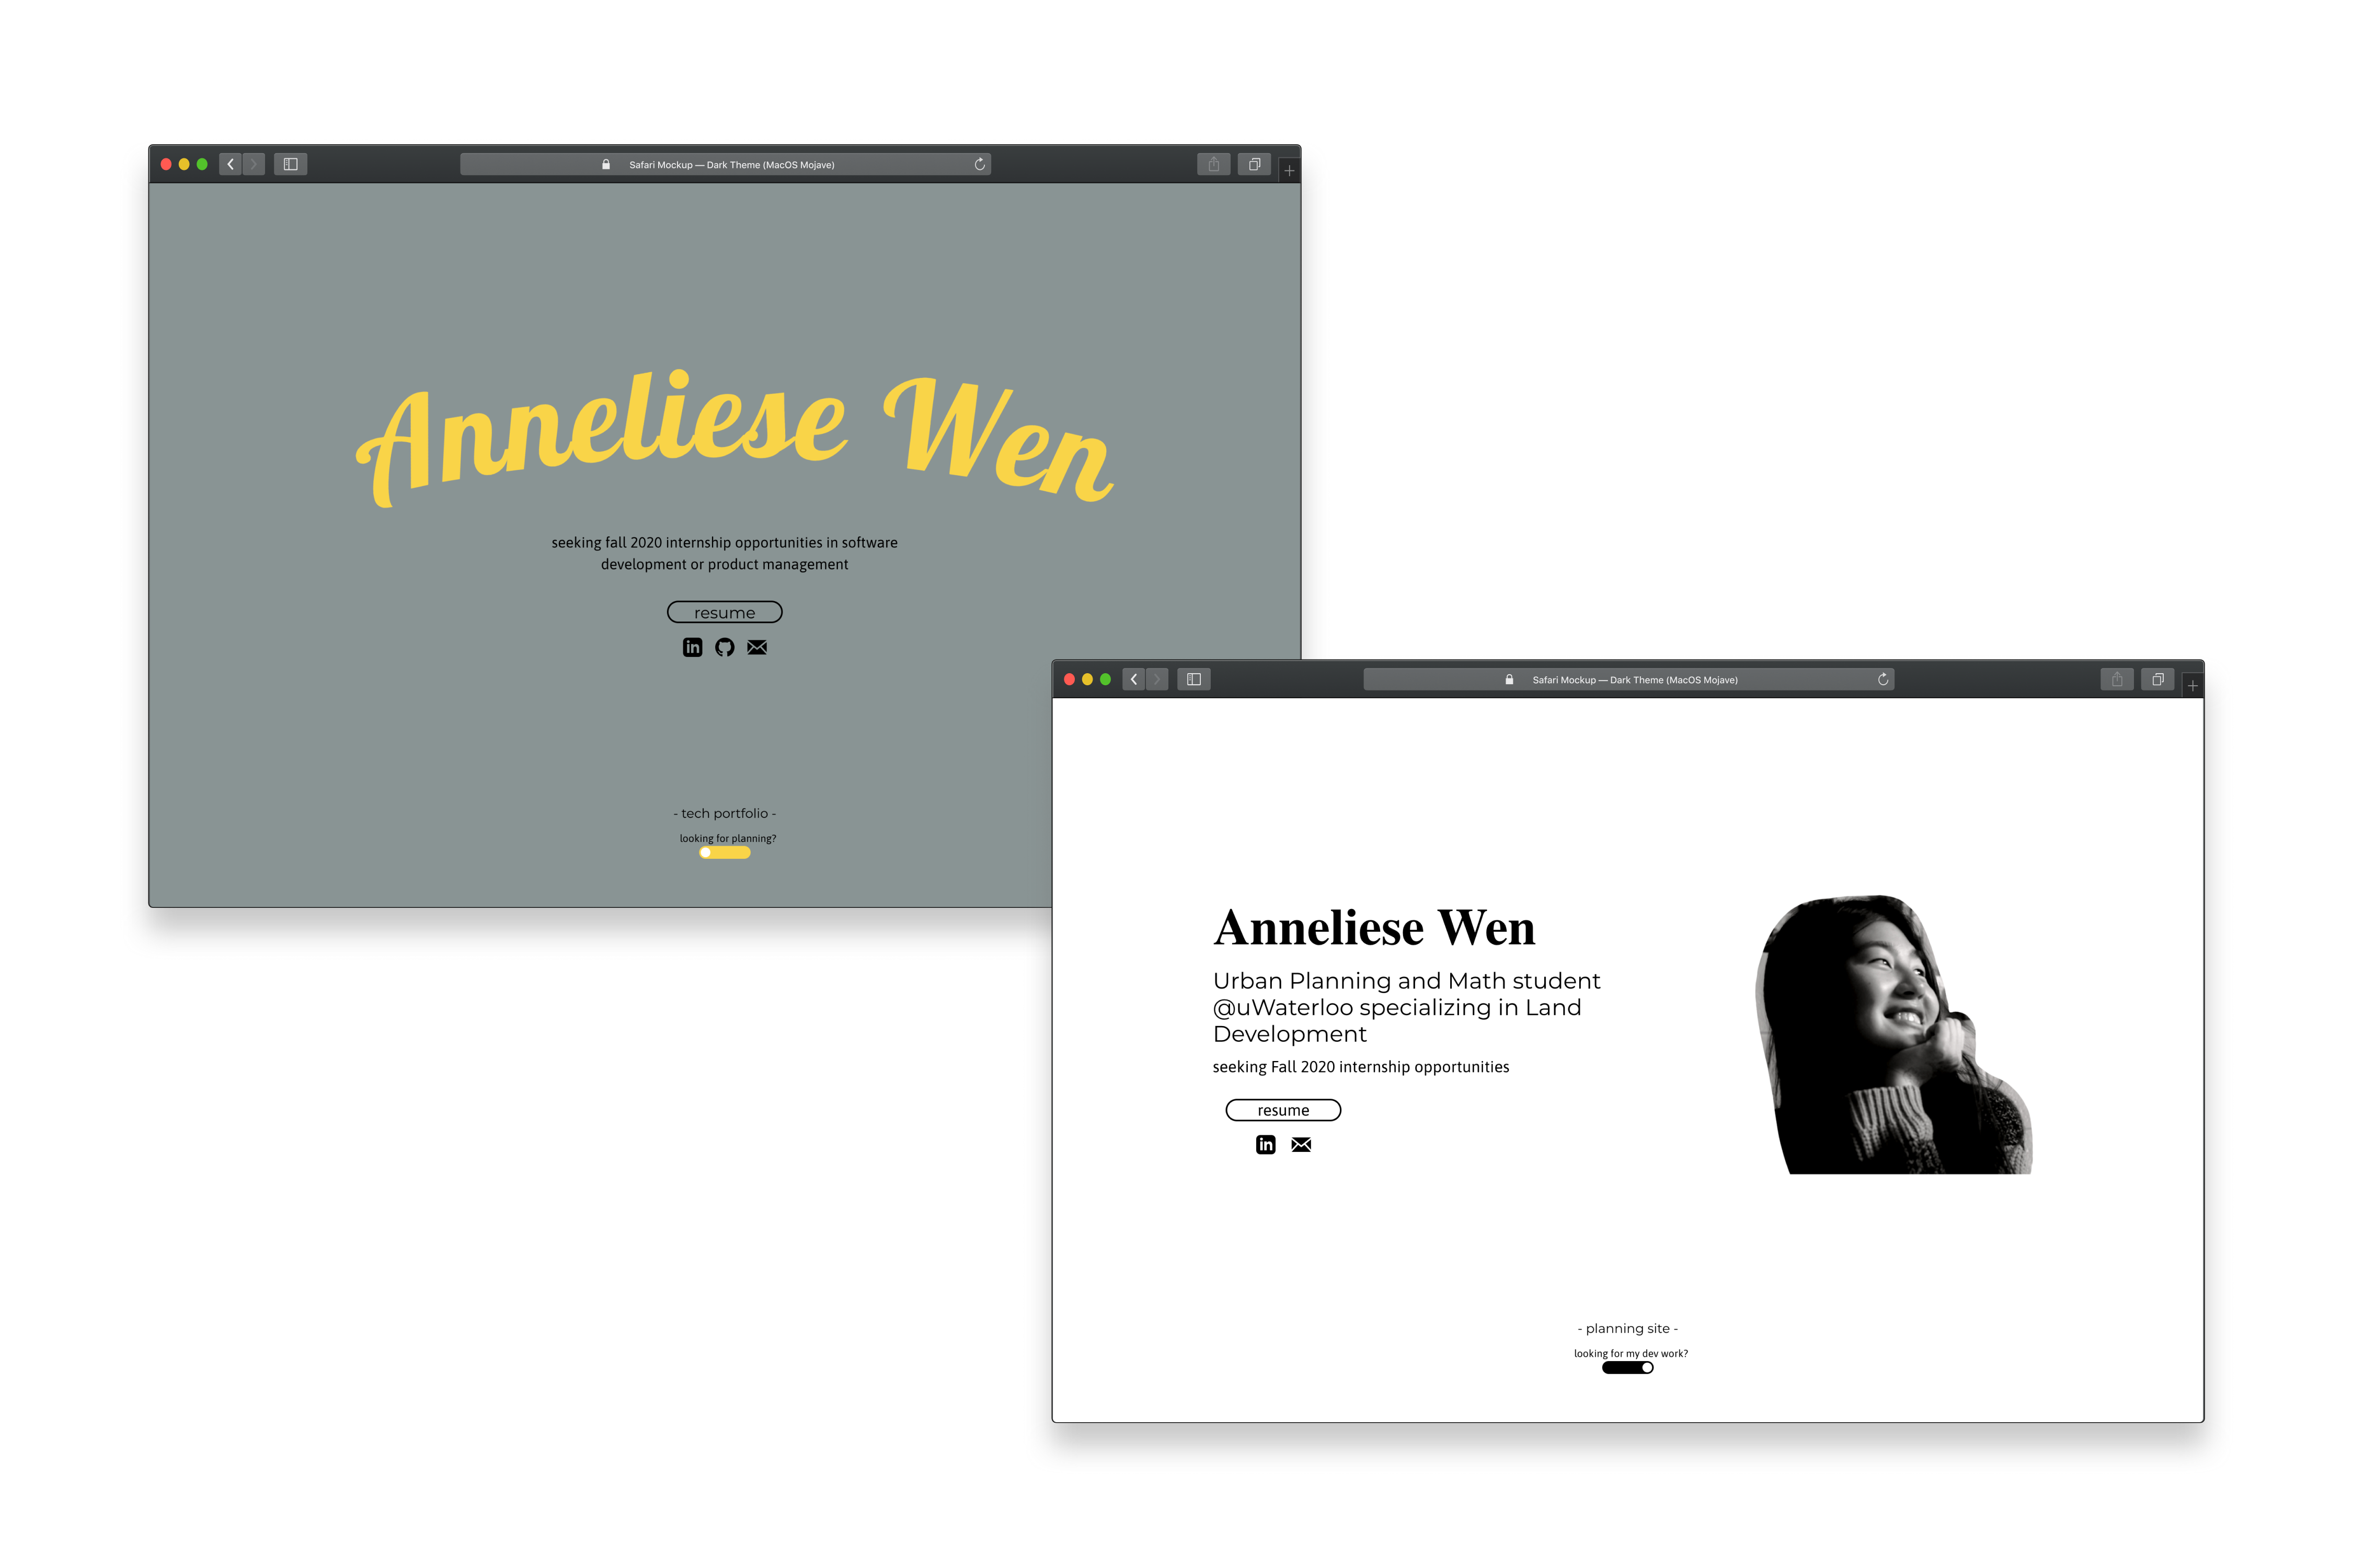 Safari Mockup — Dark Theme (MacOS Mojave)
Anneliese Wen
seeking fall 2020 internship opportunities in software
development or product management
resume
in
- tech portfolio -
looking for planning?
Safari Mockup — Dark Theme (MacOS Mojave)
Anneliese Wen
Urban Planning and Math student
@uWaterloo specializing in Land
Development
seeking Fall 2020 internship opportunities
resume
in
- planning site -
looking for my dev work?